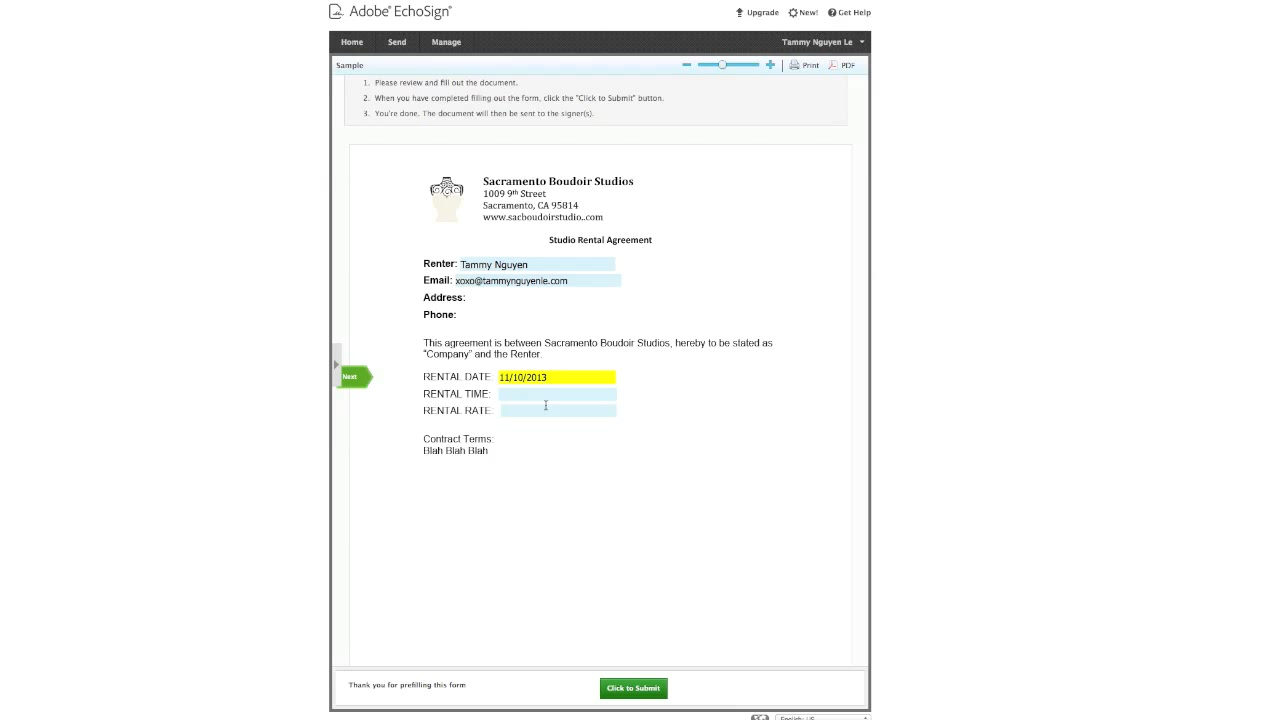 Adobe® EchoSign®
Upgrade New! Get Help
Home Send Manage Tammy Nguyen Le
Sample Print PDF
1. Please review and fill out the document.
2. When you have completed filling out the form, click the "Click to Submit" button.
3. You're done. The document will then be sent to the signer(s).
Sacramento Boudoir Studios
1009 9th Street
Sacramento, CA 95814
www.sacboudoirstudio..com
Studio Rental Agreement
Renter: Tammy Nguyen
Email: xoxo@tammynguyenle.com
Address:
Phone:
This agreement is between Sacramento Boudoir Studios, hereby to be stated as
“Company” and the Renter.
Next
RENTAL DATE: 11/10/2013
RENTAL TIME:
RENTAL RATE:
Contract Terms:
Blah Blah Blah
Thank you for prefilling this form
Click to Submit
English: US